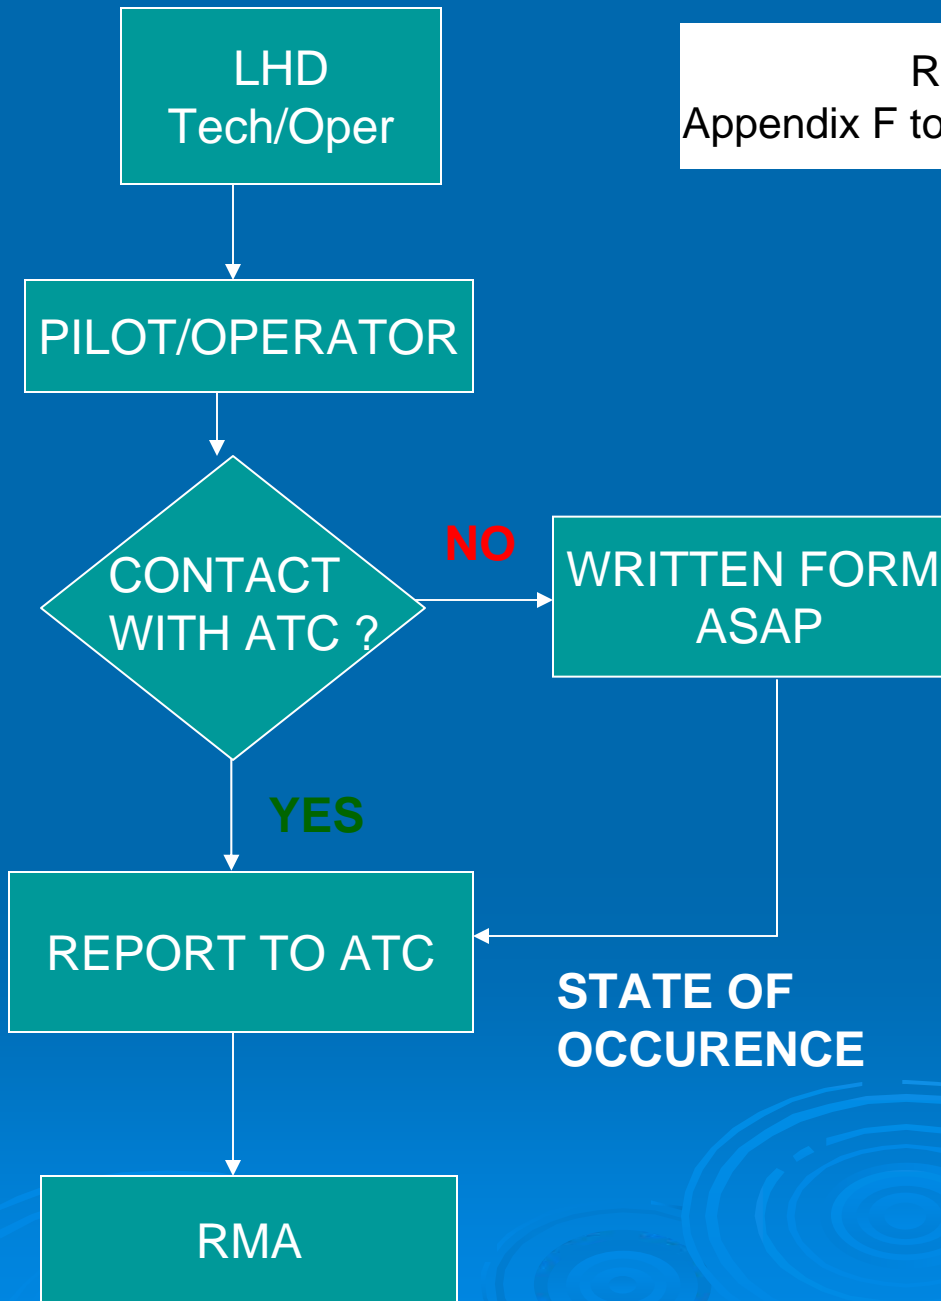 LHD
Tech/Oper
R
Appendix F to
PILOT/OPERATOR
CONTACT
WITH ATC ?
NO
WRITTEN FORM
ASAP
YES
REPORT TO ATC
STATE OF
OCCURENCE
RMA